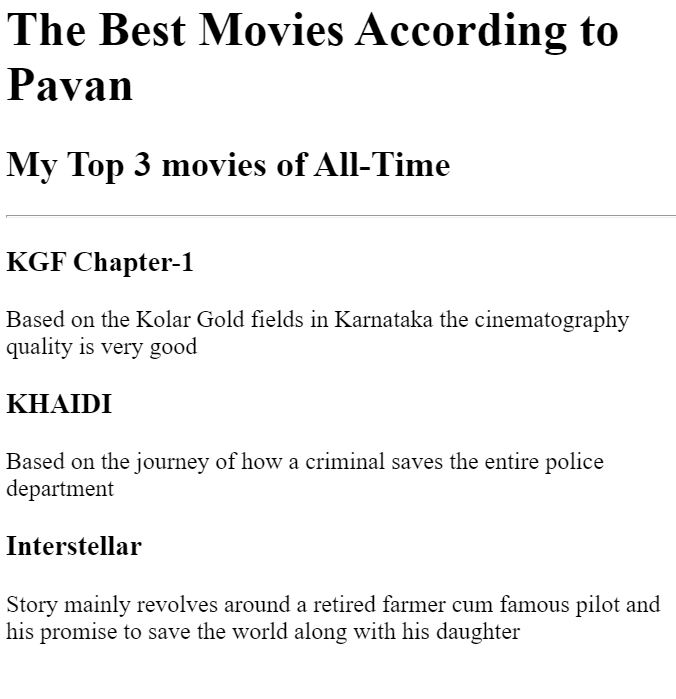 The Best Movies According to
Pavan
My Top 3 movies of All-Time
KGF Chapter-1
Based on the Kolar Gold fields in Karnataka the cinematography
quality is very good
KHAIDI
Based on the journey of how a criminal saves the entire police
department
Interstellar
Story mainly revolves around a retired farmer cum famous pilot and
his promise to save the world along with his daughter